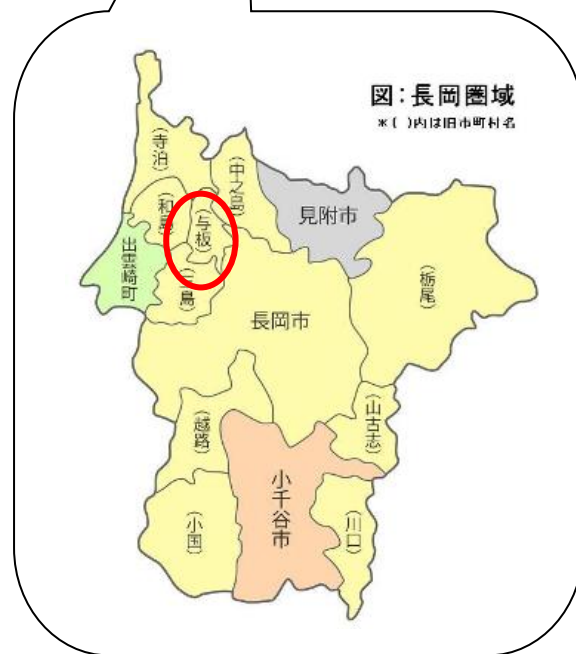 図:長岡圏域
*( )内は旧市町村名
(寺泊)
(中之島)
(和島)
(与板)
見附市
出雲崎町
(三島)
(栃尾)
長岡市
(山古志)
(越路)
小千谷市
(小国)
(川口)